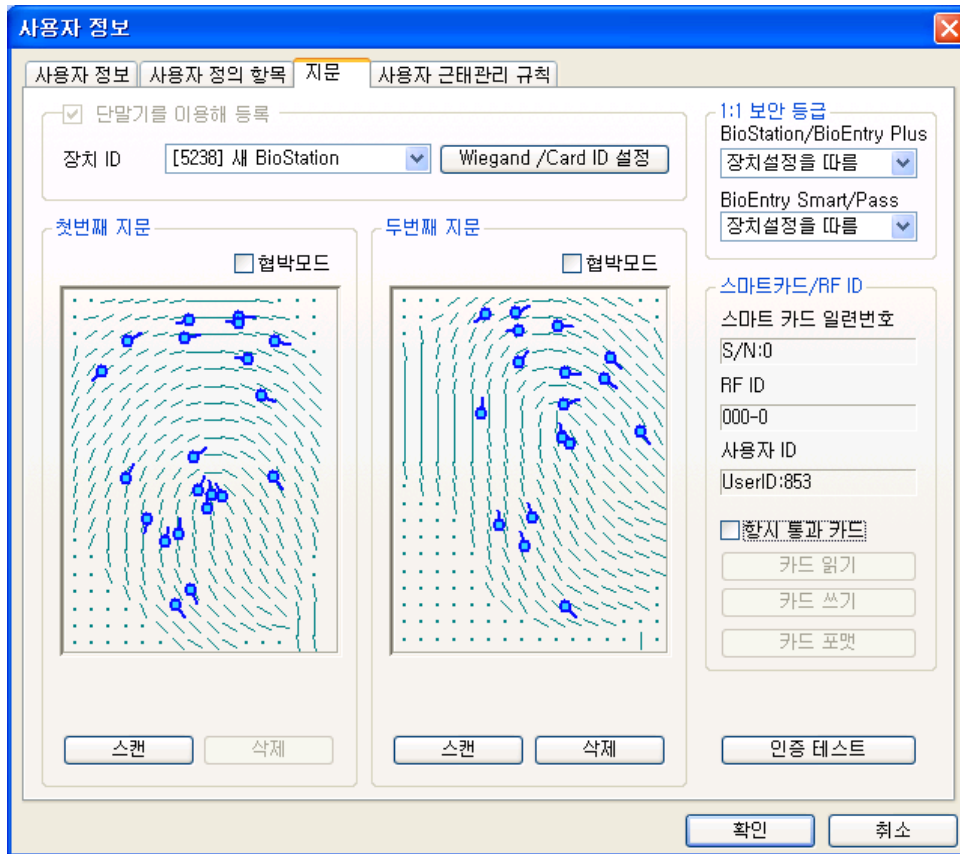 사용자 정보
사용자 정보 사용자 정의 항목 지문 사용자 근태관리 규칙
단말기를 이용해 등록
장치 ID [5238] 새 BioStation Wiegand /Card ID 설정
1:1 보안 등급
BioStation/BioEntry Plus
장치설정을 따름
BioEntry Smart/Pass
장치설정을 따름
첫번째 지문
협박모드
두번째 지문
협박모드
스마트카드/RF ID
스마트 카드 일련번호
S/N:0
RF ID
000-0
사용자 ID
UserID:853
항시 통과 카드
카드 읽기
카드 쓰기
카드 포맷
스캔 삭제
스캔 삭제
인증 테스트
확인 취소